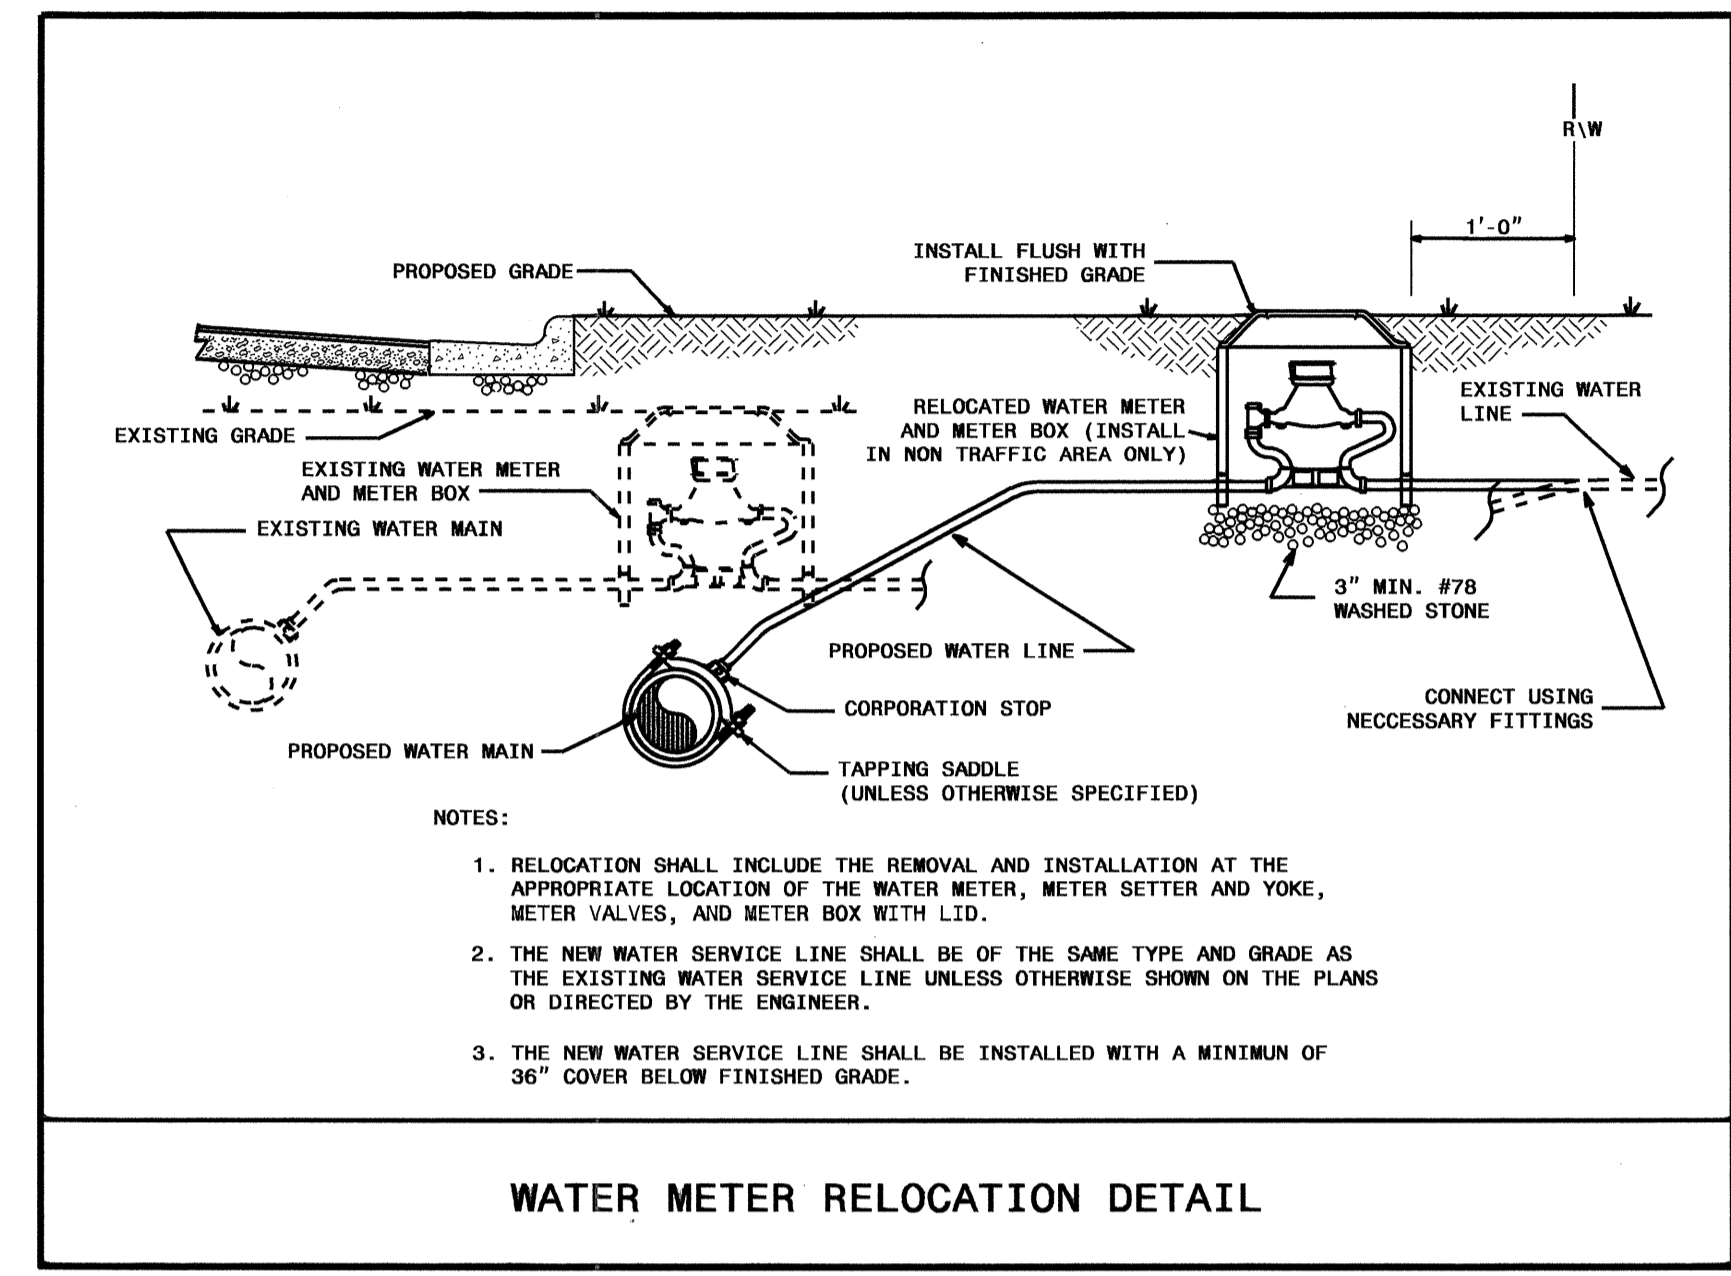 R\W
1'-0"
INSTALL FLUSH WITH
FINISHED GRADE
PROPOSED GRADE
EXISTING WATER
LINE
RELOCATED WATER METER
AND METER BOX (INSTALL
IN NON TRAFFIC AREA ONLY)
EXISTING GRADE
EXISTING WATER METER
AND METER BOX
EXISTING WATER MAIN
3" MIN. #78
WASHED STONE
PROPOSED WATER LINE
CORPORATION STOP
CONNECT USING
NECCESSARY FITTINGS
PROPOSED WATER MAIN
TAPPING SADDLE
(UNLESS OTHERWISE SPECIFIED)
NOTES:
1. RELOCATION SHALL INCLUDE THE REMOVAL AND INSTALLATION AT THE
APPROPRIATE LOCATION OF THE WATER METER, METER SETTER AND YOKE,
METER VALVES, AND METER BOX WITH LID.
2. THE NEW WATER SERVICE LINE SHALL BE OF THE SAME TYPE AND GRADE AS
THE EXISTING WATER SERVICE LINE UNLESS OTHERWISE SHOWN ON THE PLANS
OR DIRECTED BY THE ENGINEER.
3. THE NEW WATER SERVICE LINE SHALL BE INSTALLED WITH A MINIMUN OF
36" COVER BELOW FINISHED GRADE.
WATER METER RELOCATION DETAIL